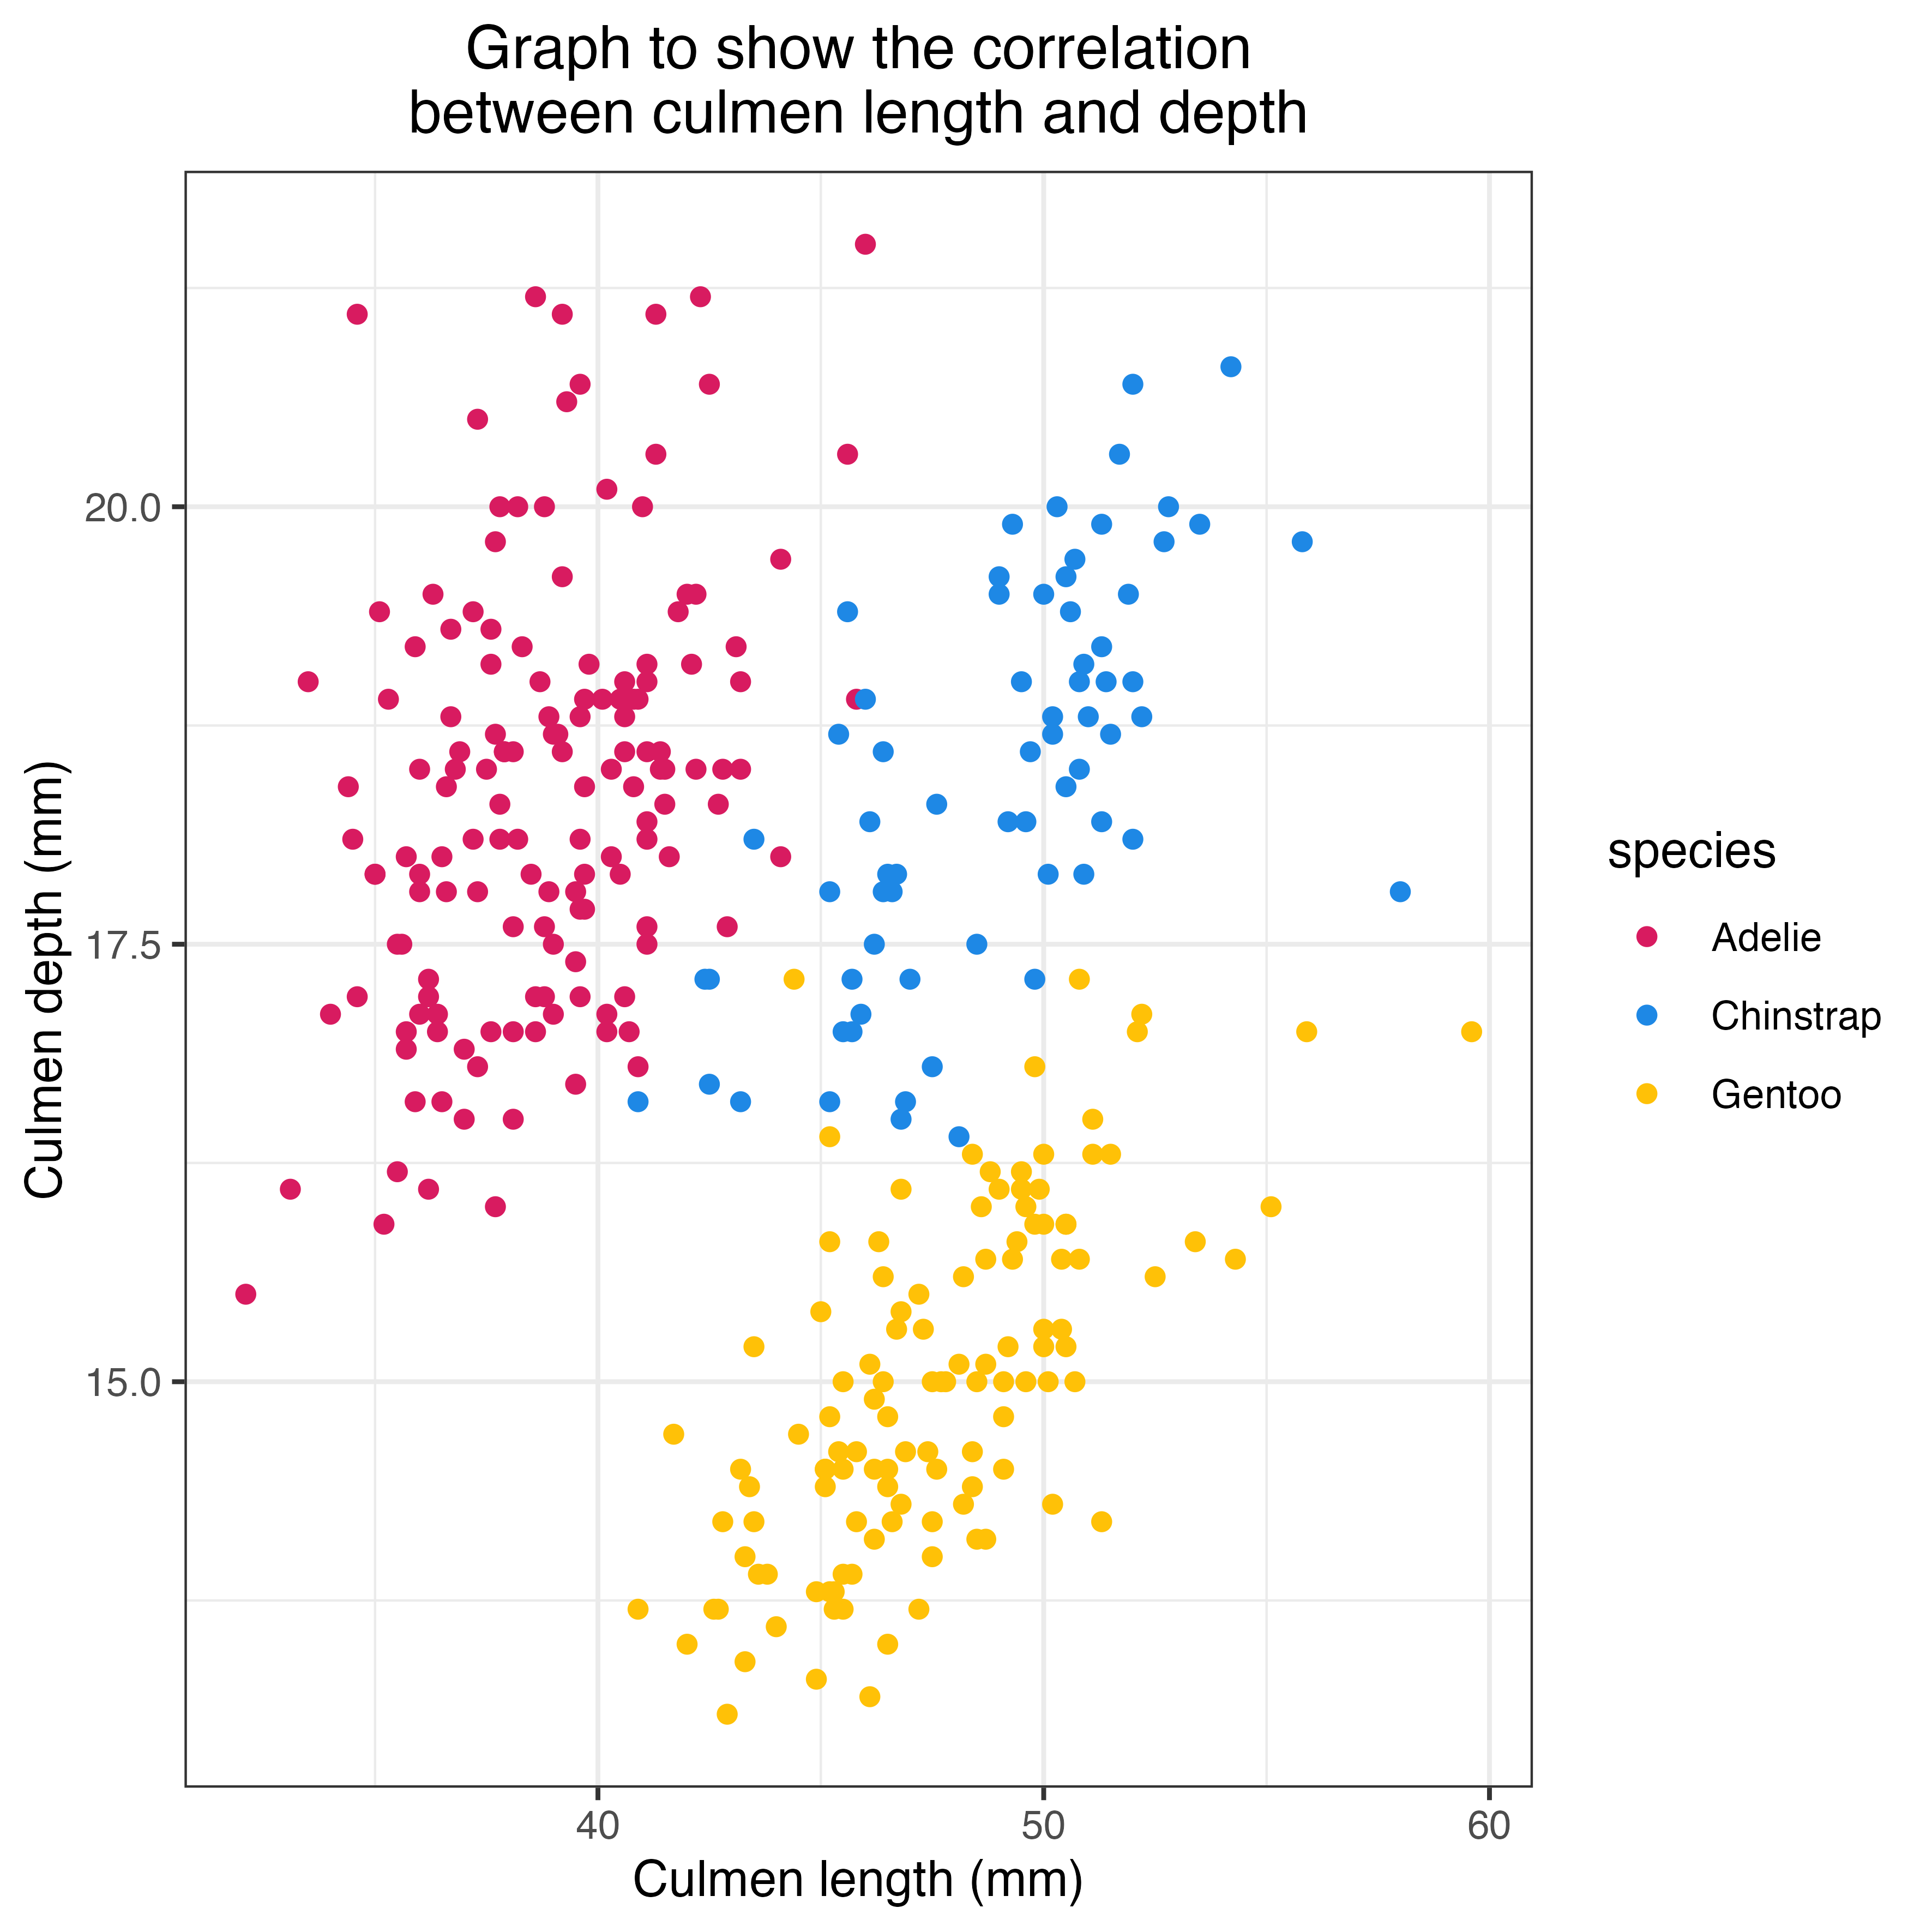 Graph to show the correlation
between culmen length and depth
Culmen depth (mm)
20.0
17.5
15.0
40
50
60
Culmen length (mm)
species
Adelie
Chinstrap
Gentoo